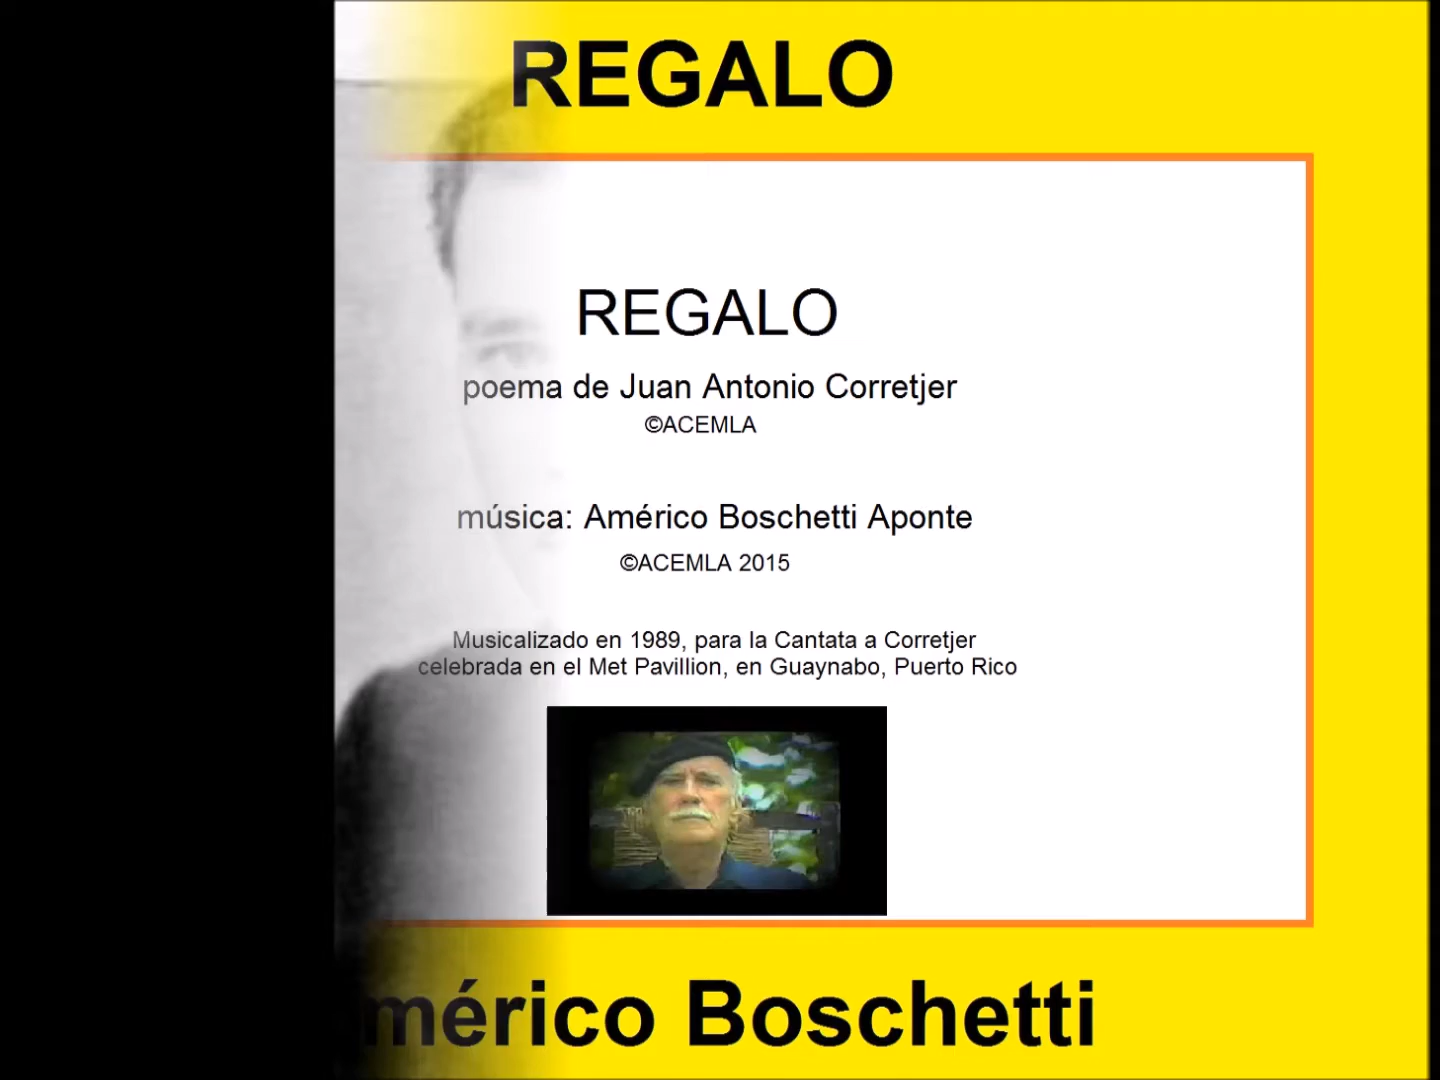 REGALO
REGALO
poema de Juan Antonio Corretjer
©ACEMLA
música: Américo Boschetti Aponte
©ACEMLA 2015
Musicalizado en 1989, para la Cantata a Corretjer
celebrada en el Met Pavillion, en Guaynabo, Puerto Rico
mérico Boschetti